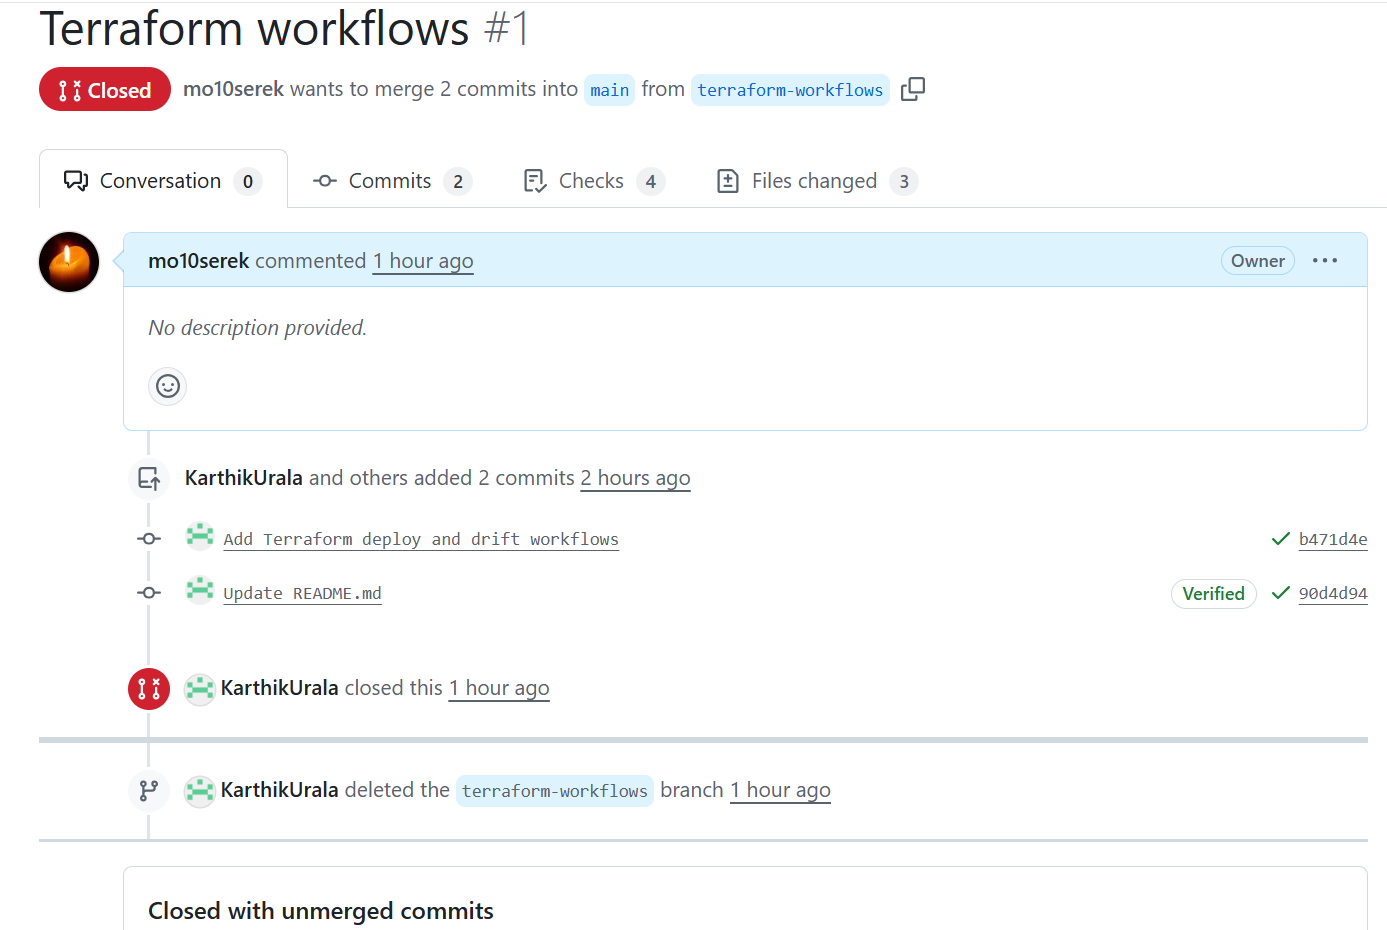 Terraform workflows #1
Closed mo10serek wants to merge 2 commits into main from terraform-workflows
Conversation 0 Commits 2 Checks 4 Files changed 3
mo10serek commented 1 hour ago Owner
No description provided.
KarthikUrala and others added 2 commits 2 hours ago
Add Terraform deploy and drift workflows b471d4e
Update README.md Verified 90d4d94
KarthikUrala closed this 1 hour ago
KarthikUrala deleted the terraform-workflows branch 1 hour ago
Closed with unmerged commits